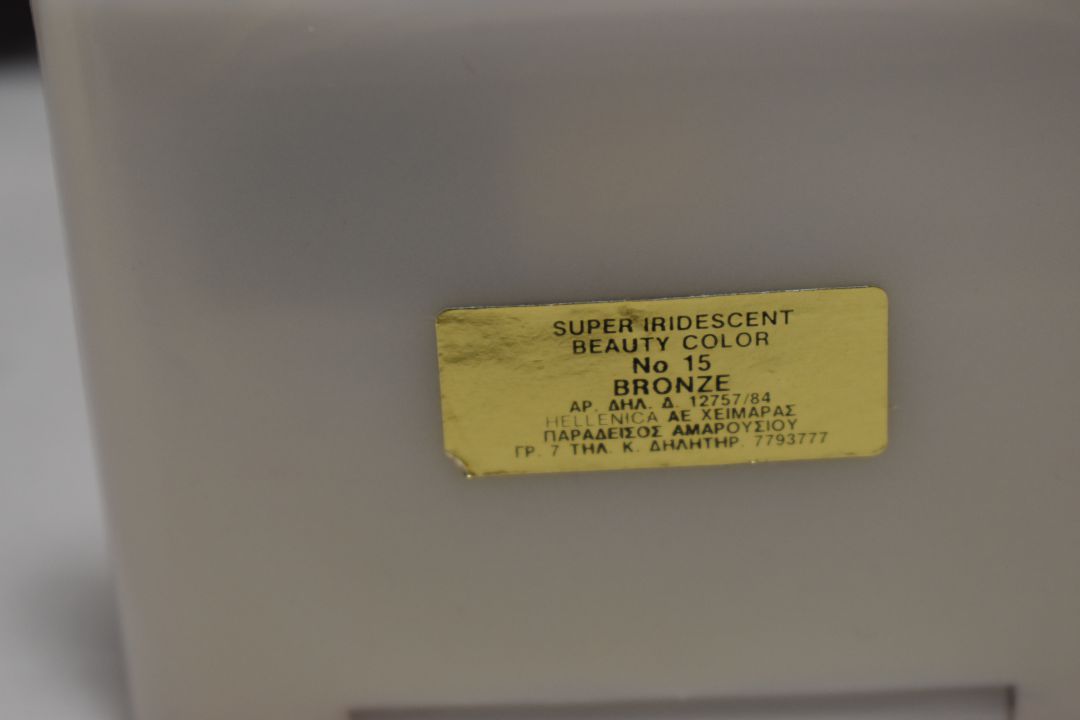 SUPER IRIDESCENT
BEAUTY COLOR
No 15
BRONZE
ΑΡ. ΔΗΛ. Δ. 12757/84
HELLENICA ΑΕ ΧΕΙΜΑΡΑΣ
ΠΑΡΑΔΕΙΣΟΣ ΑΜΑΡΟΥΣΙΟΥ
ΓΡ. 7 ΤΗΛ. Κ. ΔΗΛΗΤΗΡ. 7793777